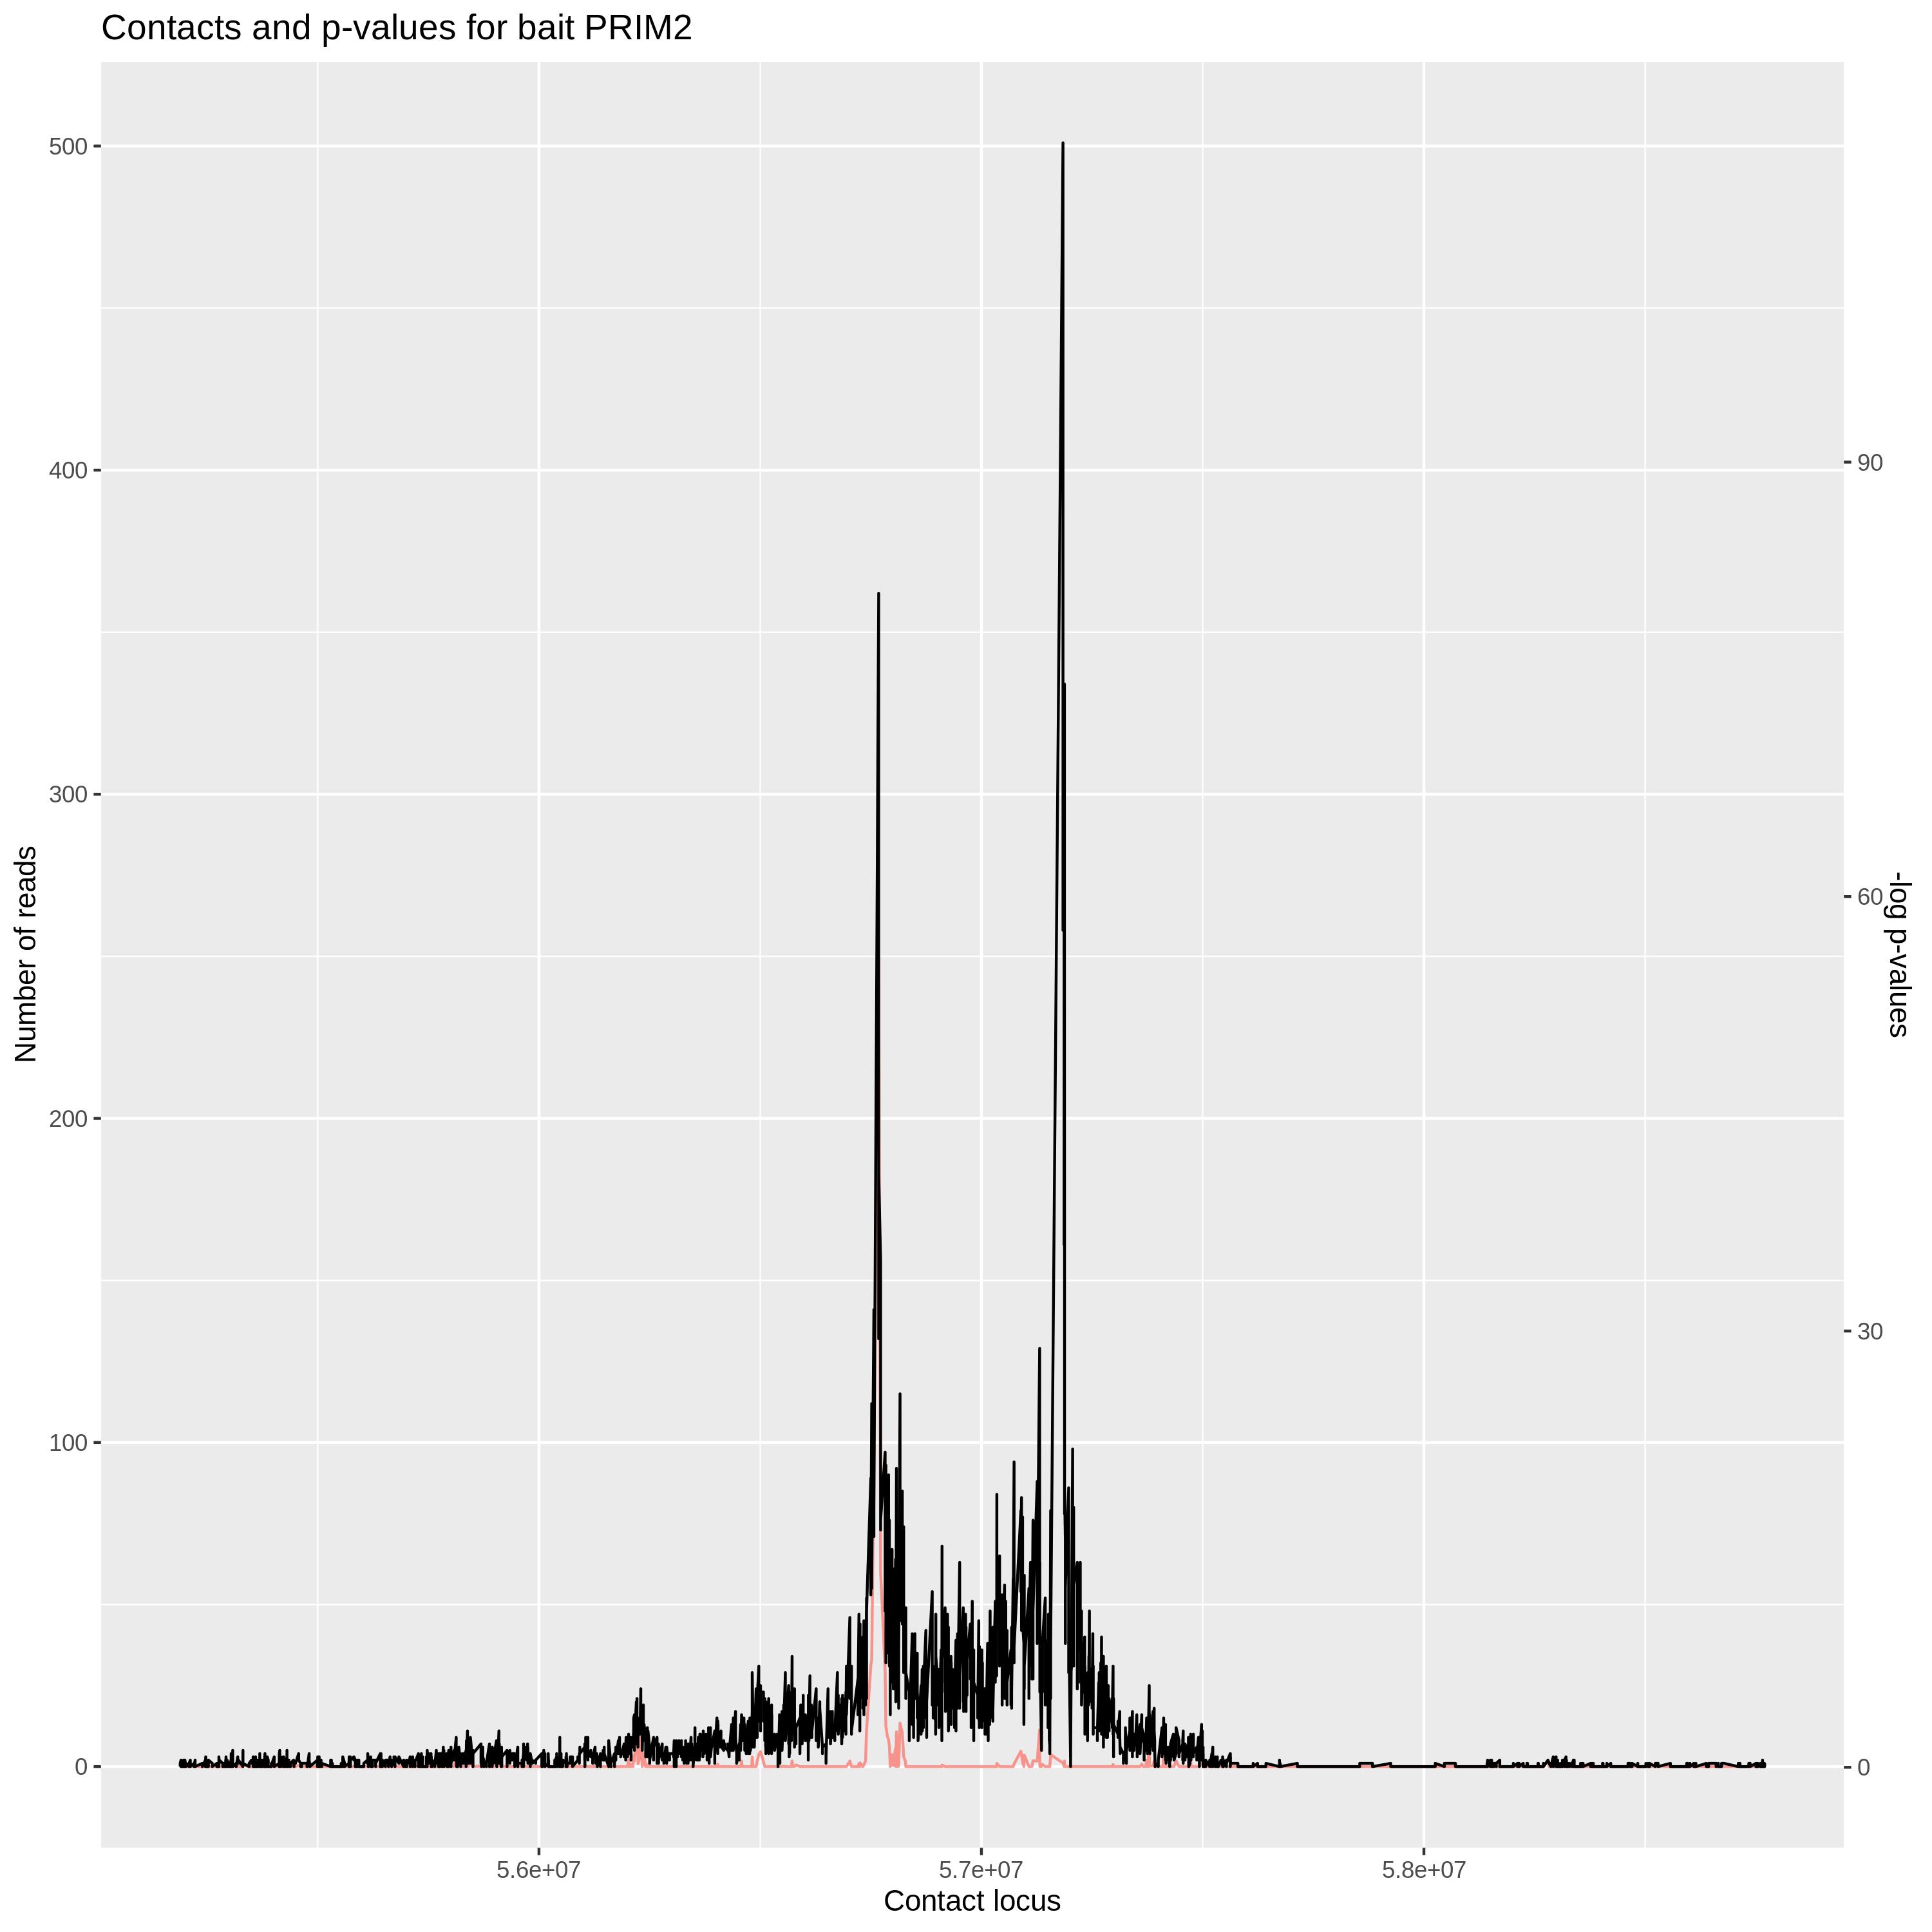 Contacts and p-values for bait PRIM2
500
400
300
200
100
0
Number of reads
90
60
30
0
-log p-values
5.6e+07
5.7e+07
5.8e+07
Contact locus